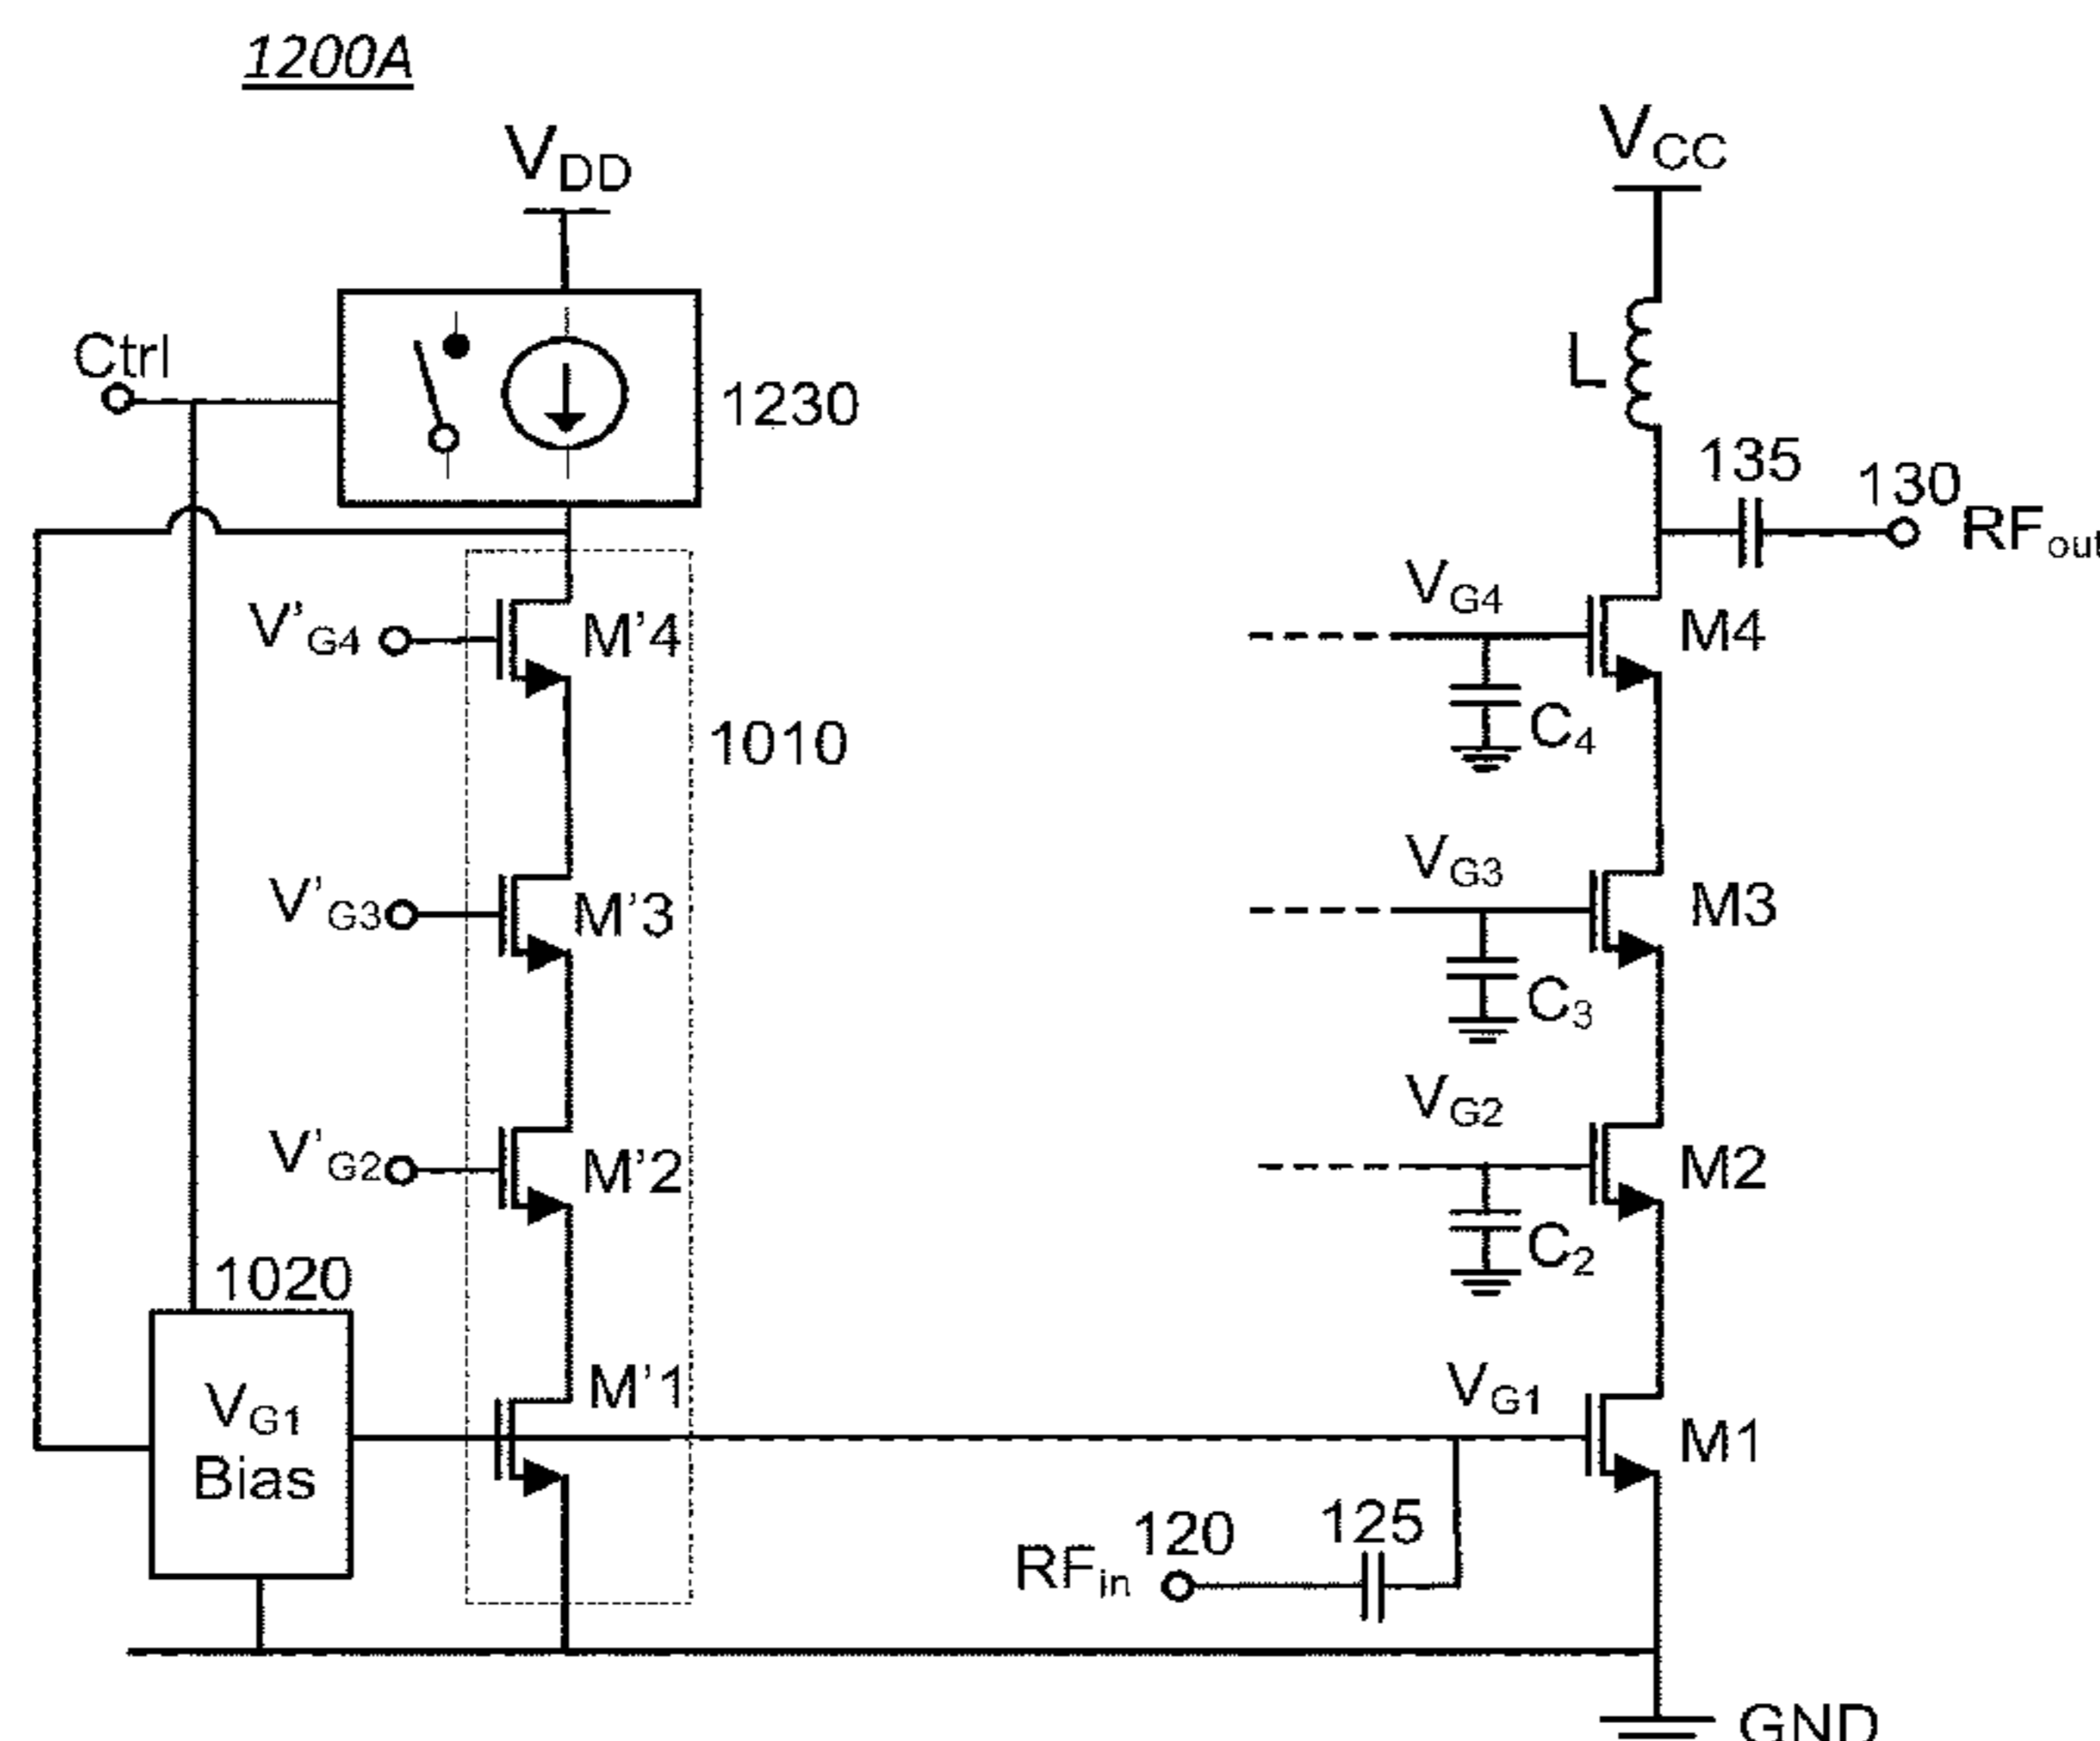 1200A
VDD
VCC
Ctrl
1230
L
135
130
RFout
V'G4
M'4
VG4
M4
C4
1010
V'G3
M'3
VG3
M3
C3
V'G2
M'2
VG2
M2
C2
1020
VG1
Bias
M'1
VG1
M1
RFin
120
125
GND